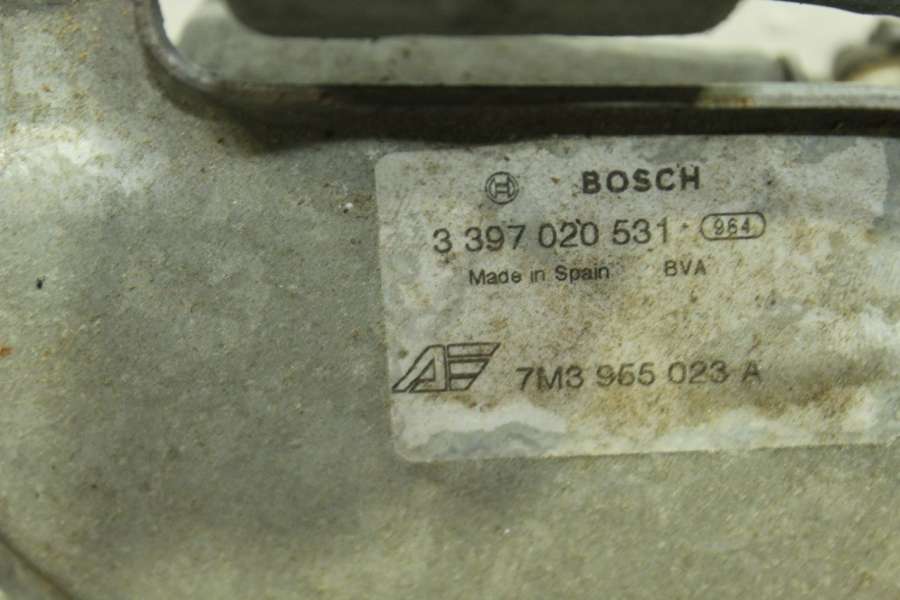 BOSCH
3 397 020 531 964
Made in Spain BVA
7M3 955 023 A